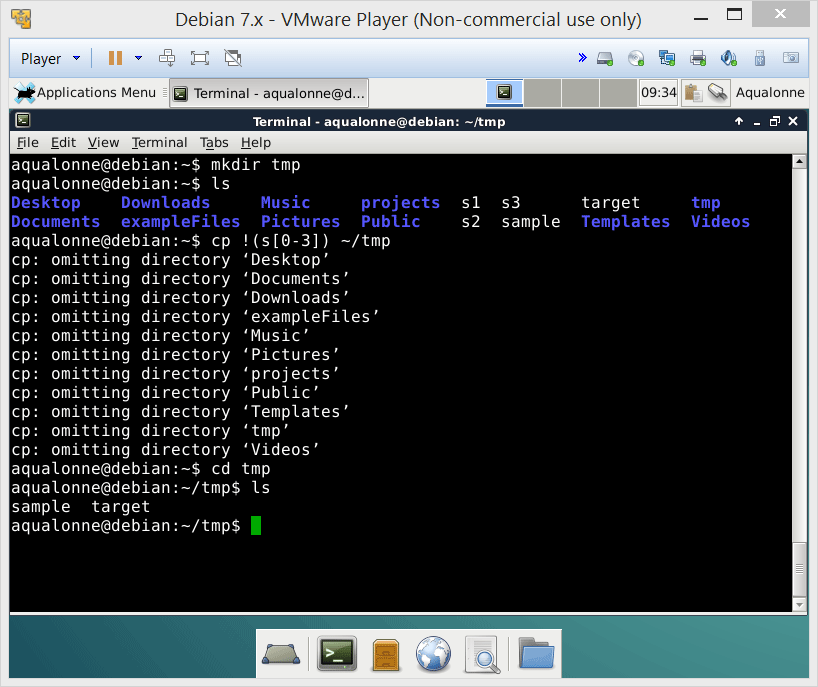 Debian 7.x - VMware Player (Non-commercial use only)
Player
Applications Menu Terminal - aqualonne@d... 09:34 Aqualonne
Terminal - aqualonne@debian: ~/tmp
File Edit View Terminal Tabs Help
aqualonne@debian:~$ mkdir tmp
aqualonne@debian:~$ ls
Desktop Downloads Music projects s1 s3 target tmp
Documents exampleFiles Pictures Public s2 sample Templates Videos
aqualonne@debian:~$ cp !(s[0-3]) ~/tmp
cp: omitting directory ‘Desktop’
cp: omitting directory ‘Documents’
cp: omitting directory ‘Downloads’
cp: omitting directory ‘exampleFiles’
cp: omitting directory ‘Music’
cp: omitting directory ‘Pictures’
cp: omitting directory ‘projects’
cp: omitting directory ‘Public’
cp: omitting directory ‘Templates’
cp: omitting directory ‘tmp’
cp: omitting directory ‘Videos’
aqualonne@debian:~$ cd tmp
aqualonne@debian:~/tmp$ ls
sample target
aqualonne@debian:~/tmp$